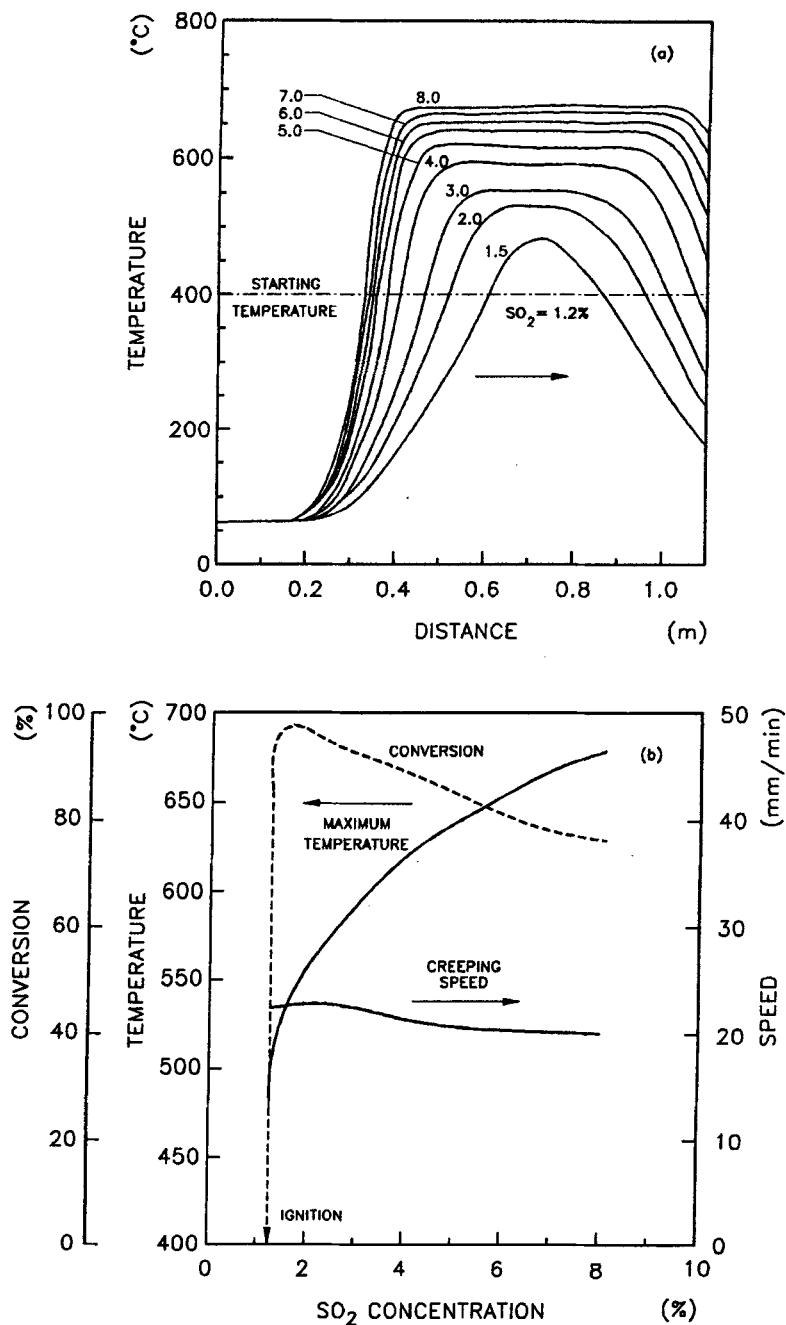 (°C)
800
600
400
200
0
TEMPERATURE
(a)
7.0
6.0
5.0
8.0
4.0
3.0
2.0
1.5
STARTING
TEMPERATURE
SO₂ = 1.2%
0.0 0.2 0.4 0.6 0.8 1.0
DISTANCE (m)
(%)
100
80
60
40
20
0
CONVERSION
(°C)
700
650
600
550
500
450
400
TEMPERATURE
(b)
CONVERSION
MAXIMUM
TEMPERATURE
CREEPING
SPEED
IGNITION
50
40
30
20
10
0
(mm/min)
SPEED
0 2 4 6 8 10
SO₂ CONCENTRATION (%)